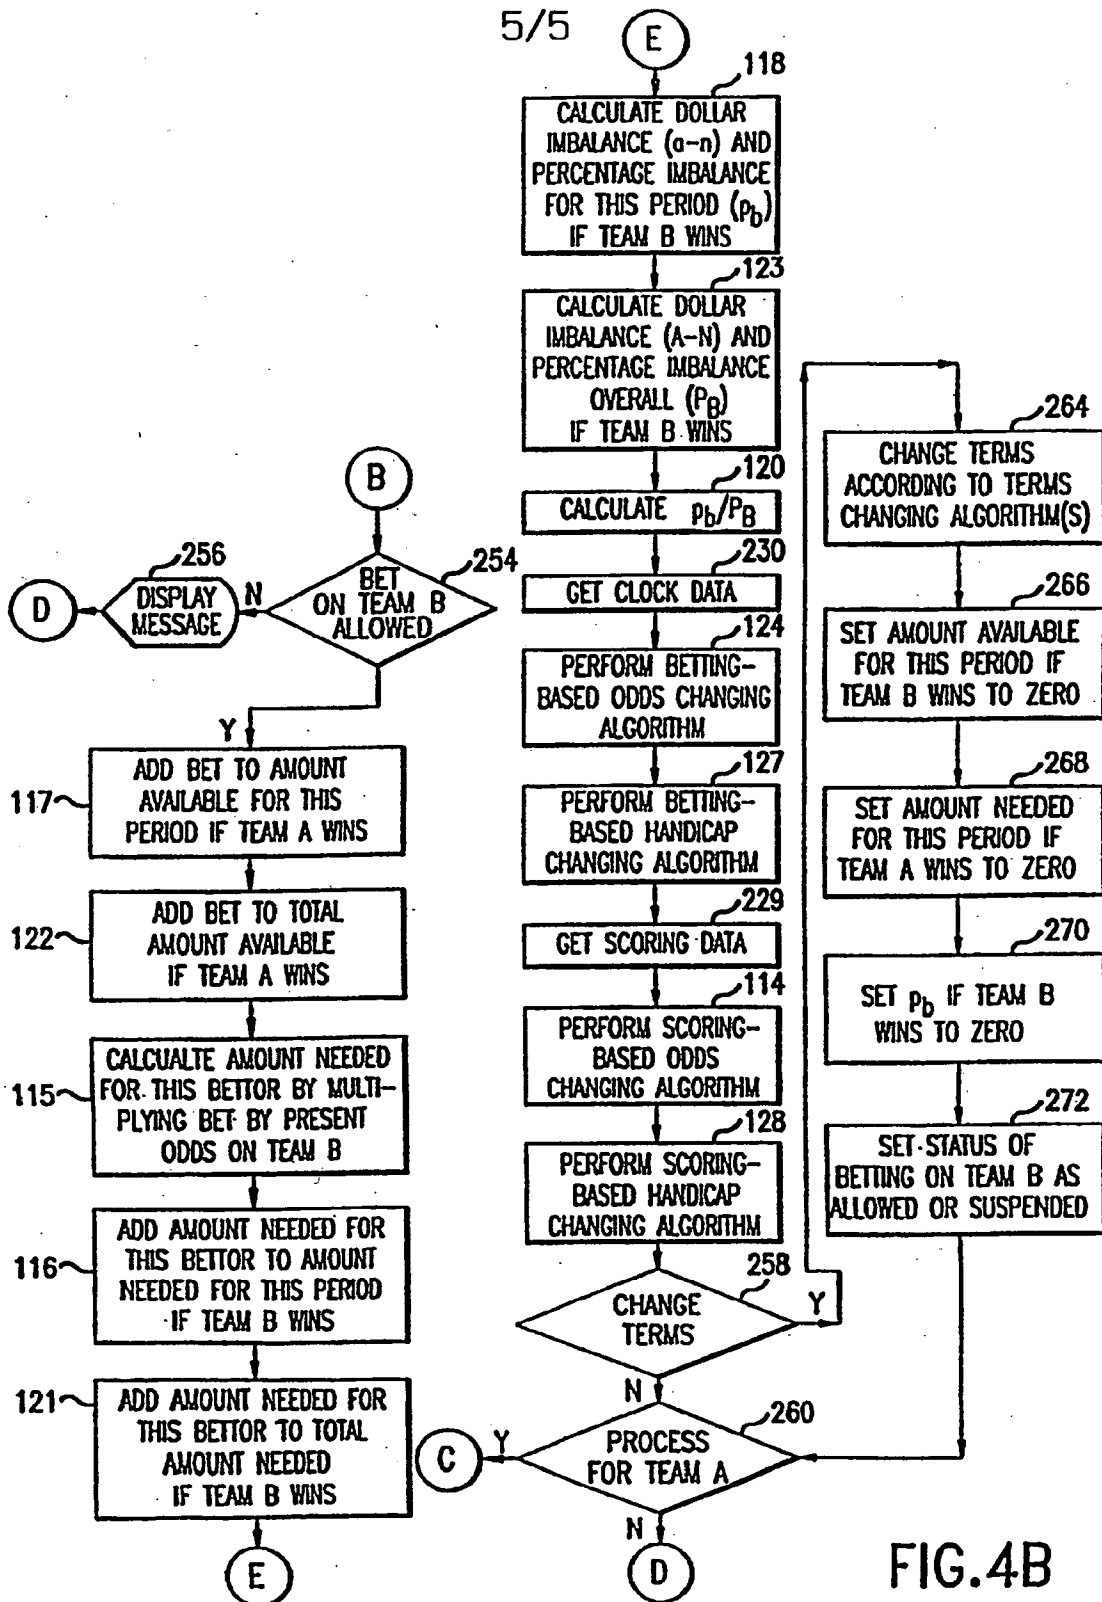 5/5
E
118
CALCULATE DOLLAR
IMBALANCE (a-n) AND
PERCENTAGE IMBALANCE
FOR THIS PERIOD (pb)
IF TEAM B WINS
123
CALCULATE DOLLAR
IMBALANCE (A-N) AND
PERCENTAGE IMBALANCE
OVERALL (PB)
IF TEAM B WINS
120
CALCULATE pb/PB
230
GET CLOCK DATA
124
PERFORM BETTING-
BASED ODDS CHANGING
ALGORITHM
127
PERFORM BETTING-
BASED HANDICAP
CHANGING ALGORITHM
229
GET SCORING DATA
114
PERFORM SCORING-
BASED ODDS
CHANGING ALGORITHM
128
PERFORM SCORING-
BASED HANDICAP
CHANGING ALGORITHM
258
CHANGE
TERMS
Y
N
260
PROCESS
FOR TEAM A
Y
C
N
D
B
254
BET
ON TEAM B
ALLOWED
N
256
DISPLAY
MESSAGE
D
Y
117
ADD BET TO AMOUNT
AVAILABLE FOR THIS
PERIOD IF TEAM A WINS
122
ADD BET TO TOTAL
AMOUNT AVAILABLE
IF TEAM A WINS
115
CALCUALTE AMOUNT NEEDED
FOR THIS BETTOR BY MULTI-
PLYING BET BY PRESENT
ODDS ON TEAM B
116
ADD AMOUNT NEEDED FOR
THIS BETTOR TO AMOUNT
NEEDED FOR THIS PERIOD
IF TEAM B WINS
121
ADD AMOUNT NEEDED FOR
THIS BETTOR TO TOTAL
AMOUNT NEEDED
IF TEAM B WINS
E
264
CHANGE TERMS
ACCORDING TO TERMS
CHANGING ALGORITHM(S)
266
SET AMOUNT AVAILABLE
FOR THIS PERIOD IF
TEAM B WINS TO ZERO
268
SET AMOUNT NEEDED
FOR THIS PERIOD IF
TEAM A WINS TO ZERO
270
SET pb IF TEAM B
WINS TO ZERO
272
SET STATUS OF
BETTING ON TEAM B AS
ALLOWED OR SUSPENDED
FIG.4B